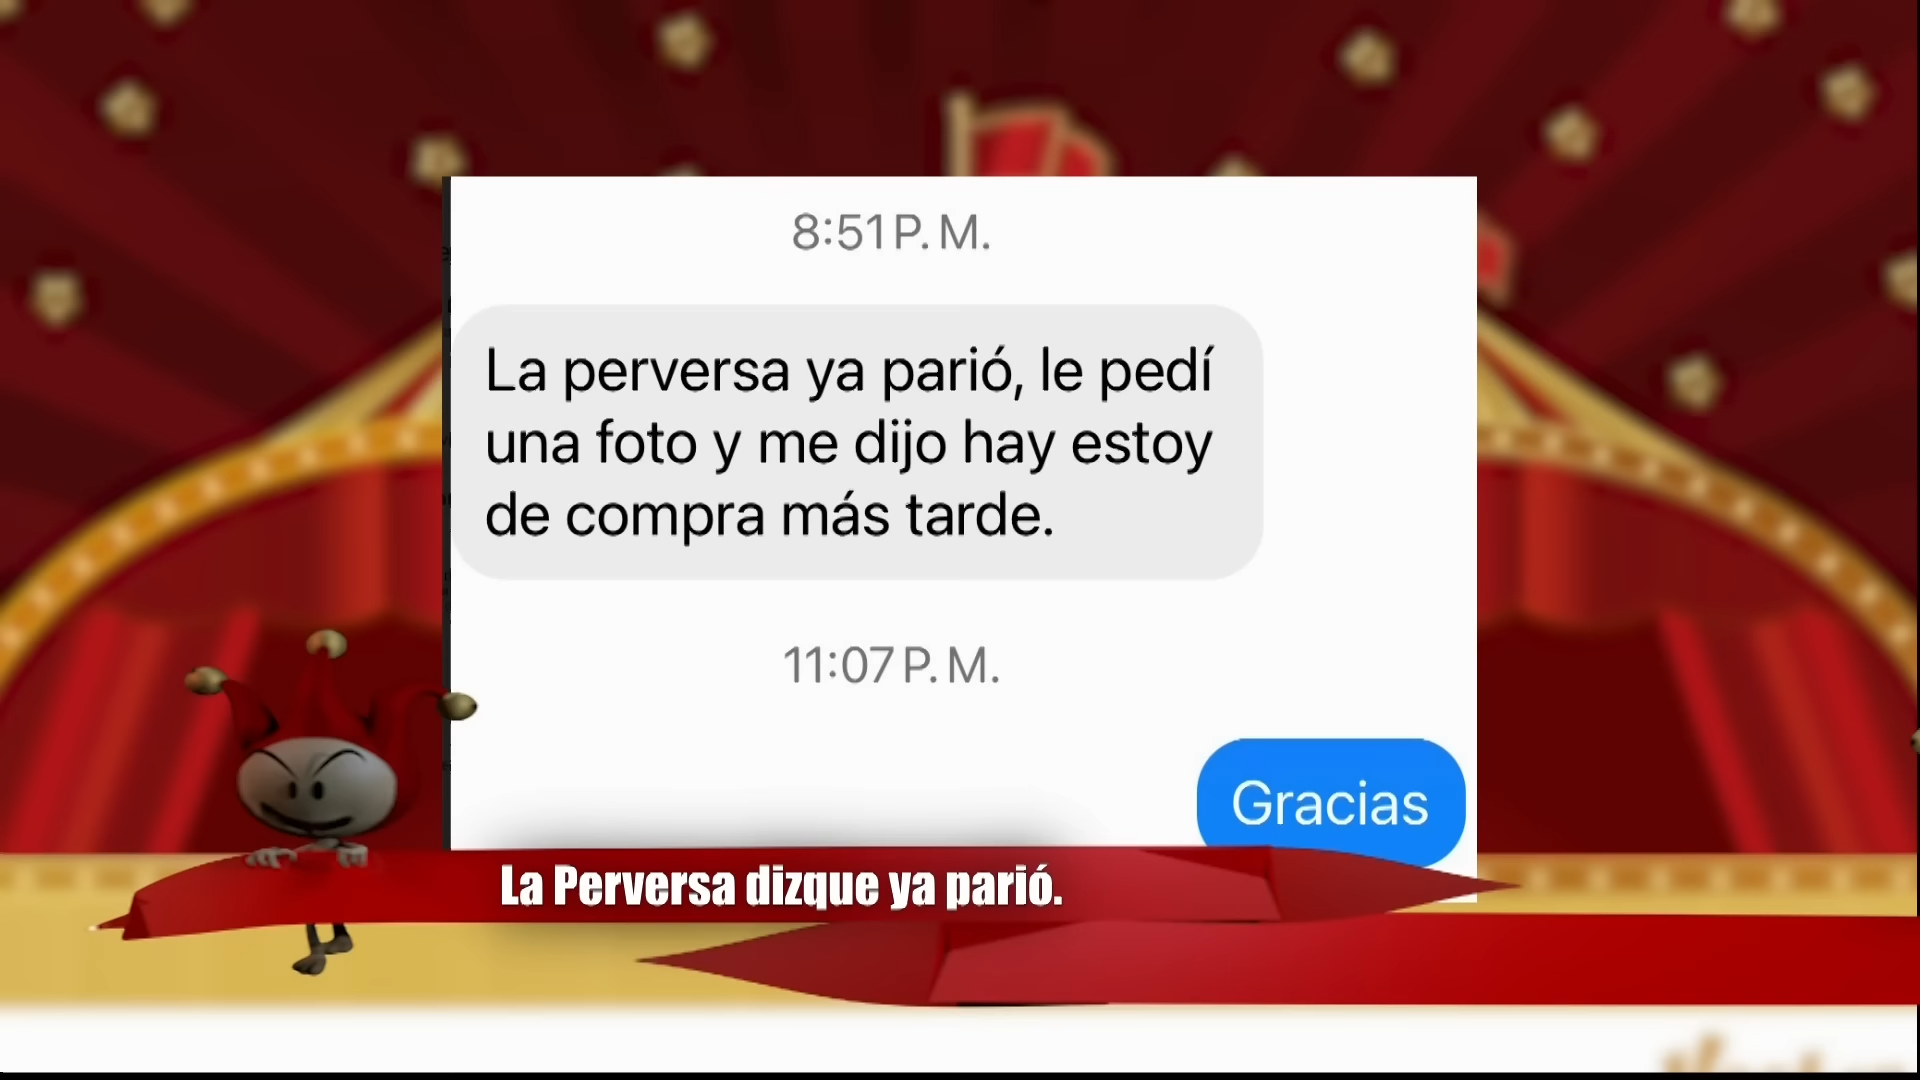 8:51 P. M.
La perversa ya parió, le pedí
una foto y me dijo hay estoy
de compra más tarde.
11:07 P. M.
Gracias
La Perversa dizque ya parió.